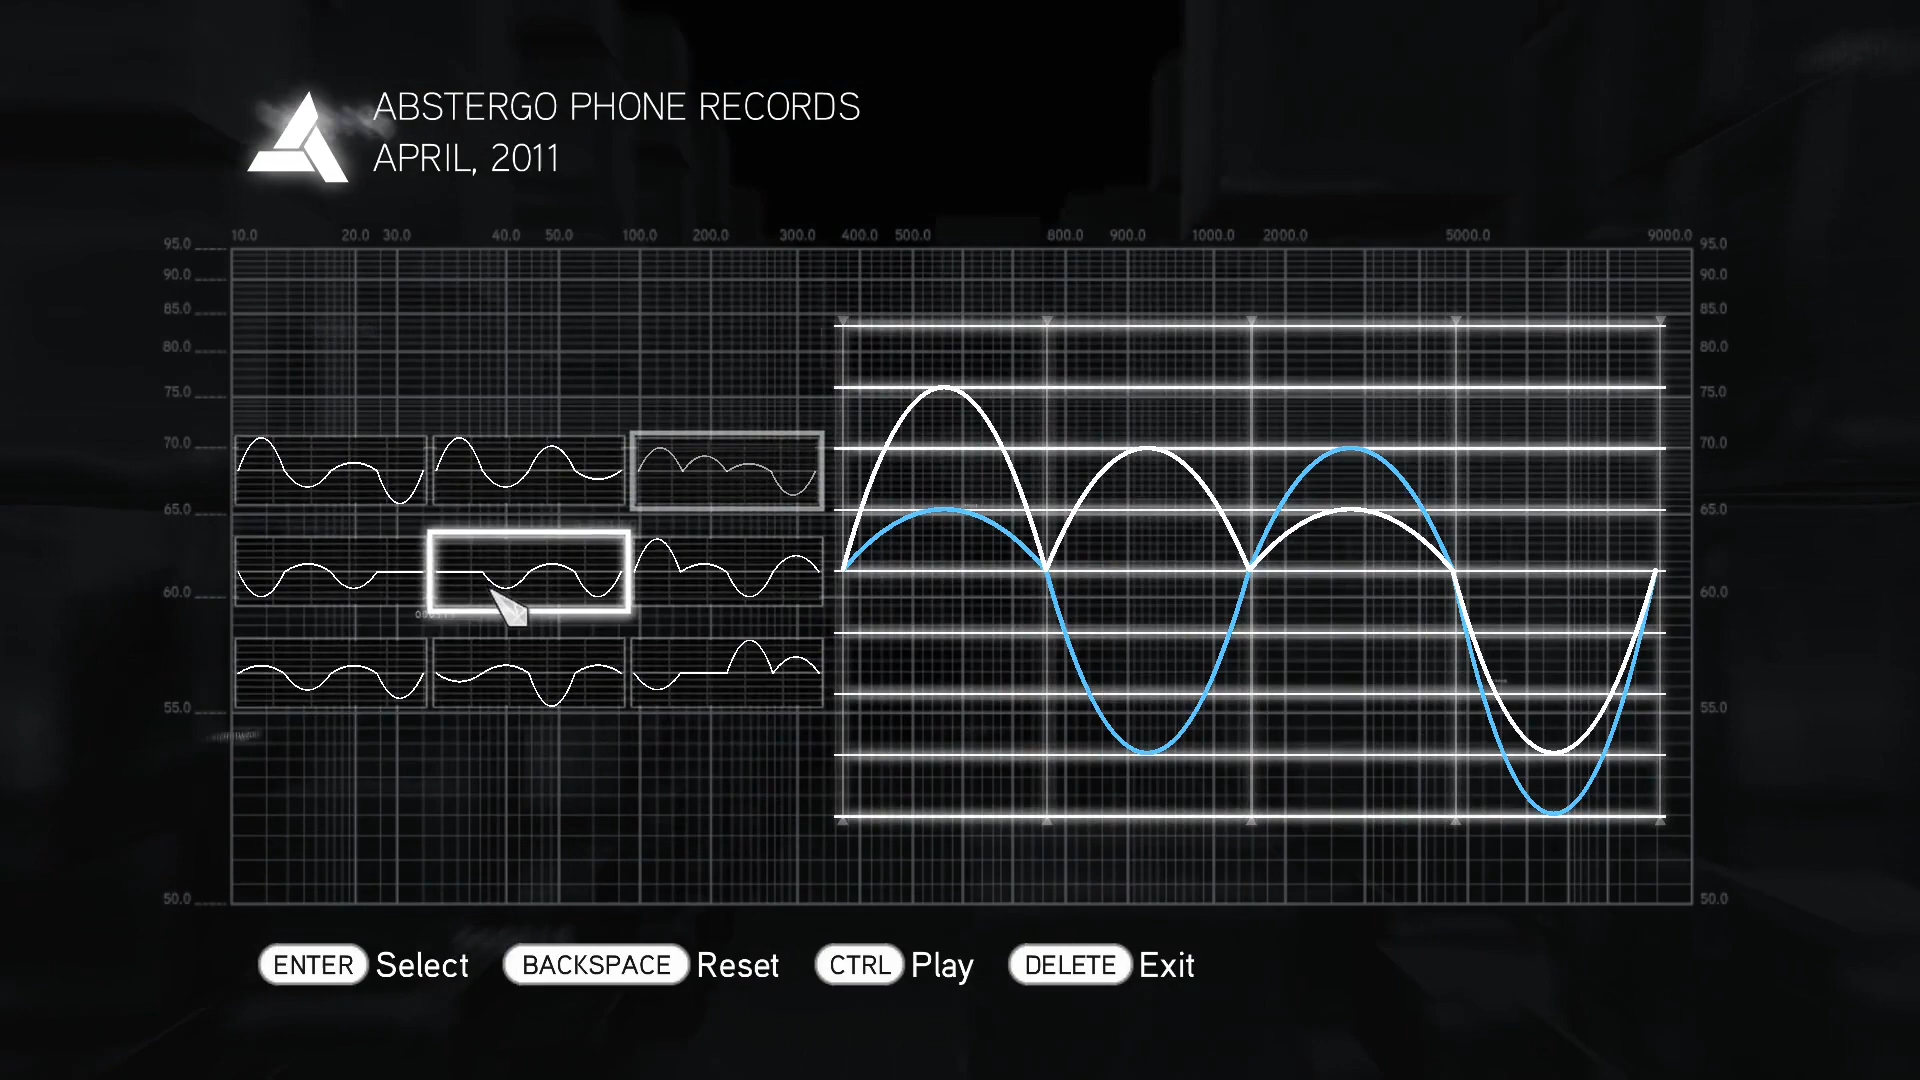 ABSTERGO PHONE RECORDS
APRIL, 2011
10.0 20.0 30.0 40.0 50.0 100.0 200.0 300.0 400.0 500.0 800.0 900.0 1000.0 2000.0 5000.0 9000.0
95.0 95.0
90.0 90.0
85.0 85.0
80.0 80.0
75.0 75.0
70.0 70.0
65.0 65.0
60.0 60.0
55.0 55.0
50.0 50.0
ENTER Select BACKSPACE Reset CTRL Play DELETE Exit